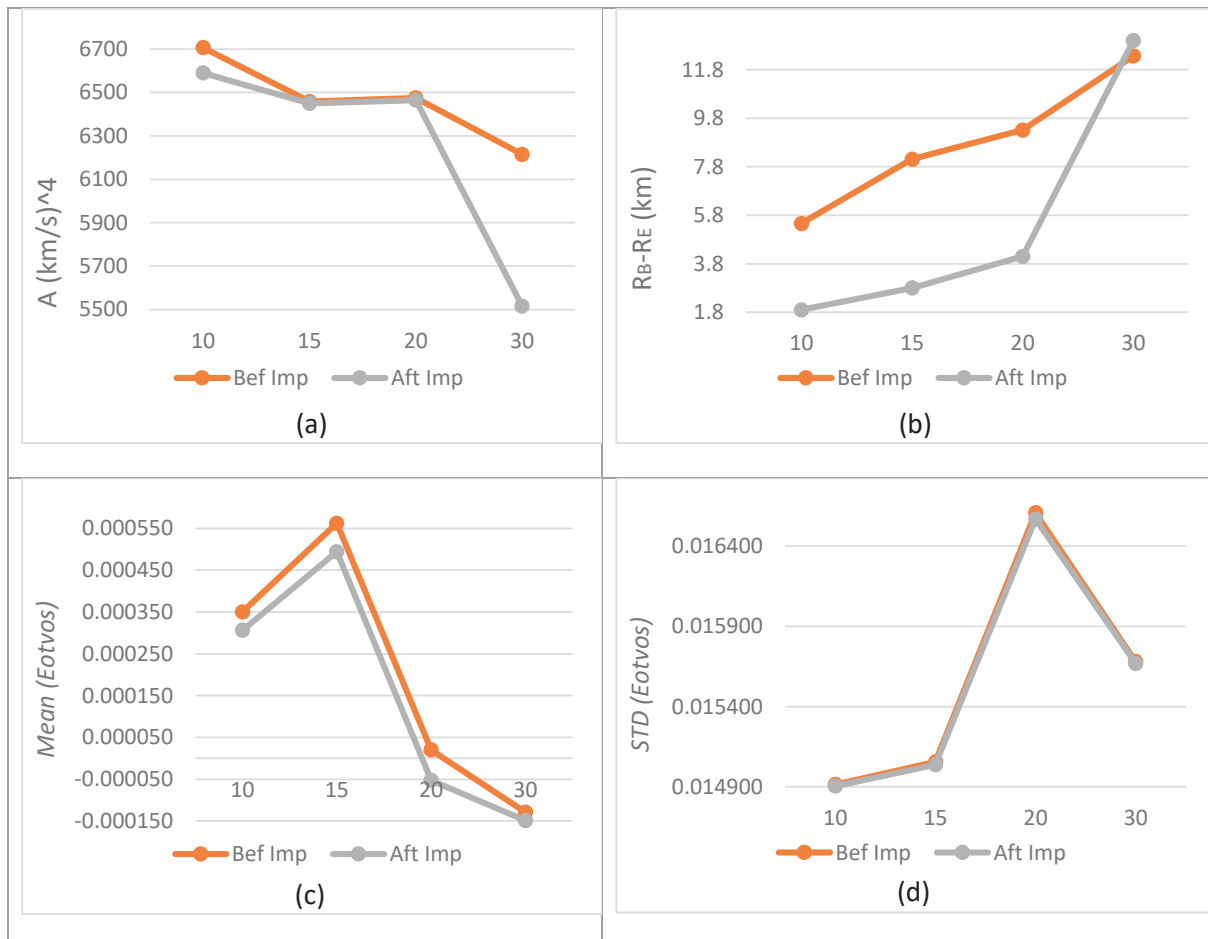 A (km/s)^4
6700
6500
6300
6100
5900
5700
5500
10 15 20 30
Bef Imp Aft Imp
(a)
RB-RE (km)
11.8
9.8
7.8
5.8
3.8
1.8
10 15 20 30
Bef Imp Aft Imp
(b)
Mean (Eotvos)
0.000550
0.000450
0.000350
0.000250
0.000150
0.000050
-0.000050
-0.000150
10 15 20 30
Bef Imp Aft Imp
(c)
STD (Eotvos)
0.016400
0.015900
0.015400
0.014900
10 15 20 30
Bef Imp Aft Imp
(d)